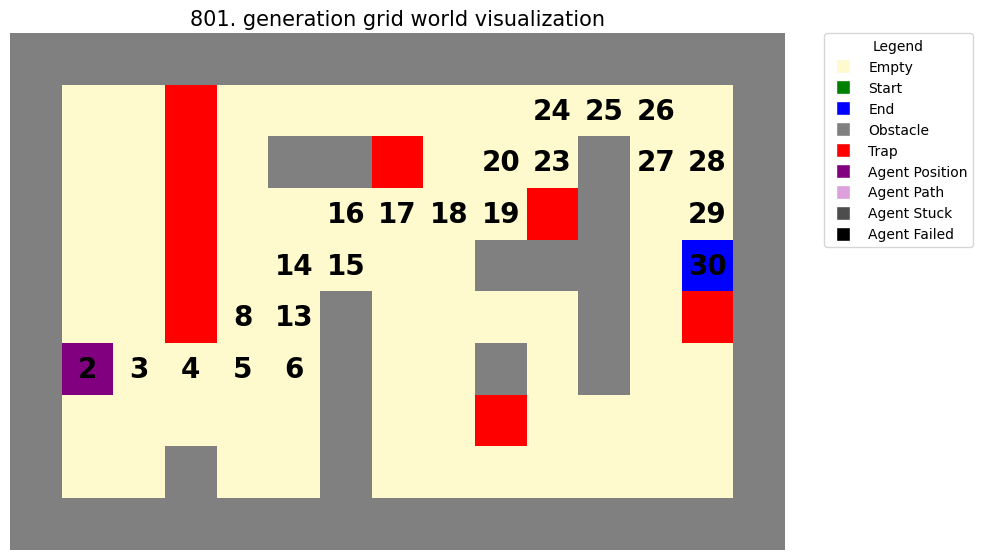 801. generation grid world visualization
24 25 26
20 23 27 28
16 17 18 19 29
14 15 30
8 13
2 3 4 5 6
Legend
Empty
Start
End
Obstacle
Trap
Agent Position
Agent Path
Agent Stuck
Agent Failed